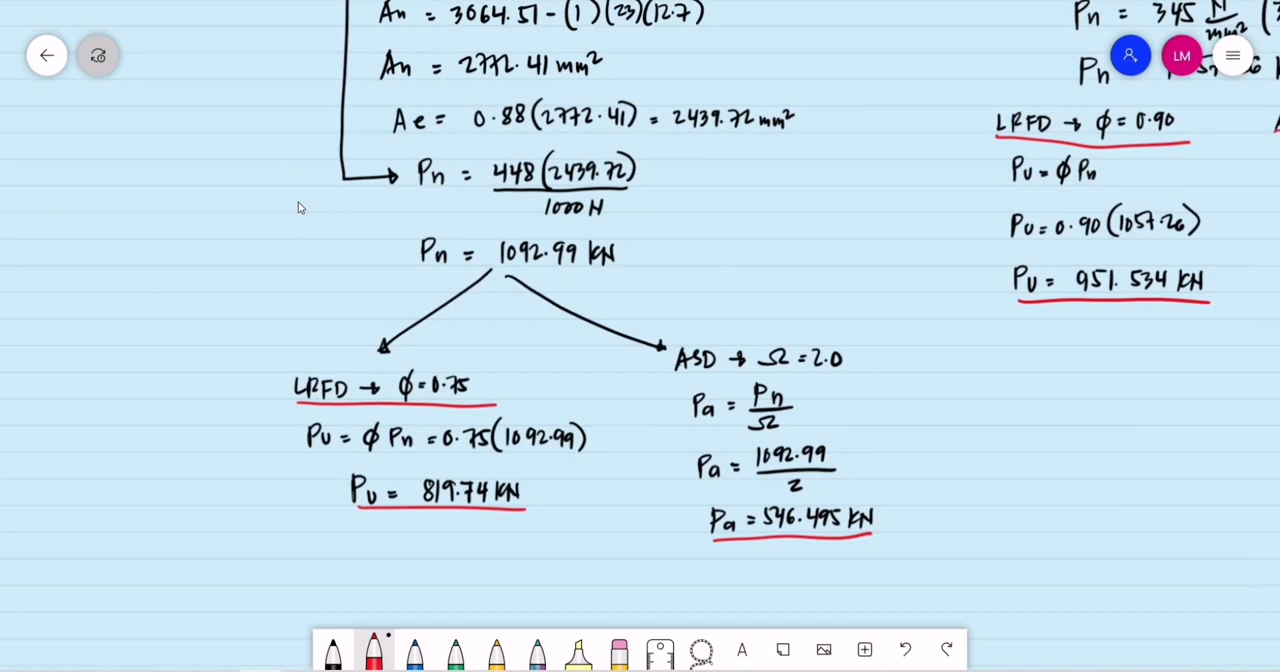 An = 3064.51 - (1)(23)(12.7)
An = 2772.41 mm²
Ae = 0.88(2772.41) = 2439.72 mm²
Pn = 448(2439.72)
1000 N
Pn = 1092.99 KN
LRFD → φ = 0.75
Pu = φ Pn = 0.75(1092.99)
Pu = 819.74 KN
ASD → Ω = 2.0
Pa = Pn
Ω
Pa = 1092.99
2
Pa = 546.495 KN
Pn = 345 N
mm²
Pn
LM
LRFD → φ = 0.90
Pu = φ Pn
Pu = 0.90(1057.26)
Pu = 951.534 KN
A